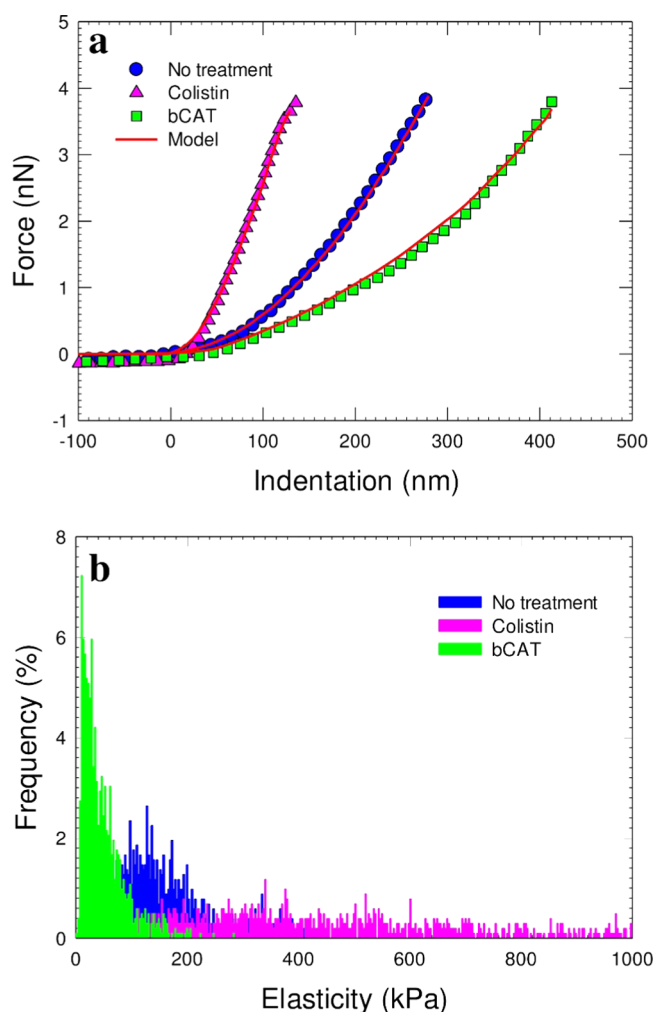 a
5
4
3
2
1
0
-1
No treatment
Colistin
bCAT
Model
Force (nN)
-100
0
100
200
300
400
500
Indentation (nm)
b
8
6
4
2
0
No treatment
Colistin
bCAT
Frequency (%)
0
200
400
600
800
1000
Elasticity (kPa)